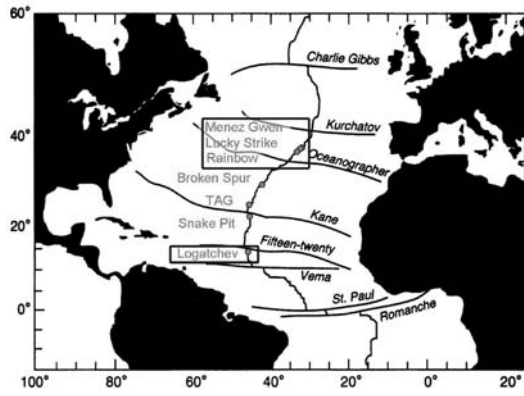 60°
Charlie Gibbs
Menez Gwen
Kurchatov
40°
Lucky Strike
Rainbow
Oceanographer
Broken Spur
TAG
Kane
20°
Snake Pit
Fifteen-twenty
Logatchev
Vema
St. Paul
0°
Romanche
100° 80° 60° 40° 20° 0° 20°